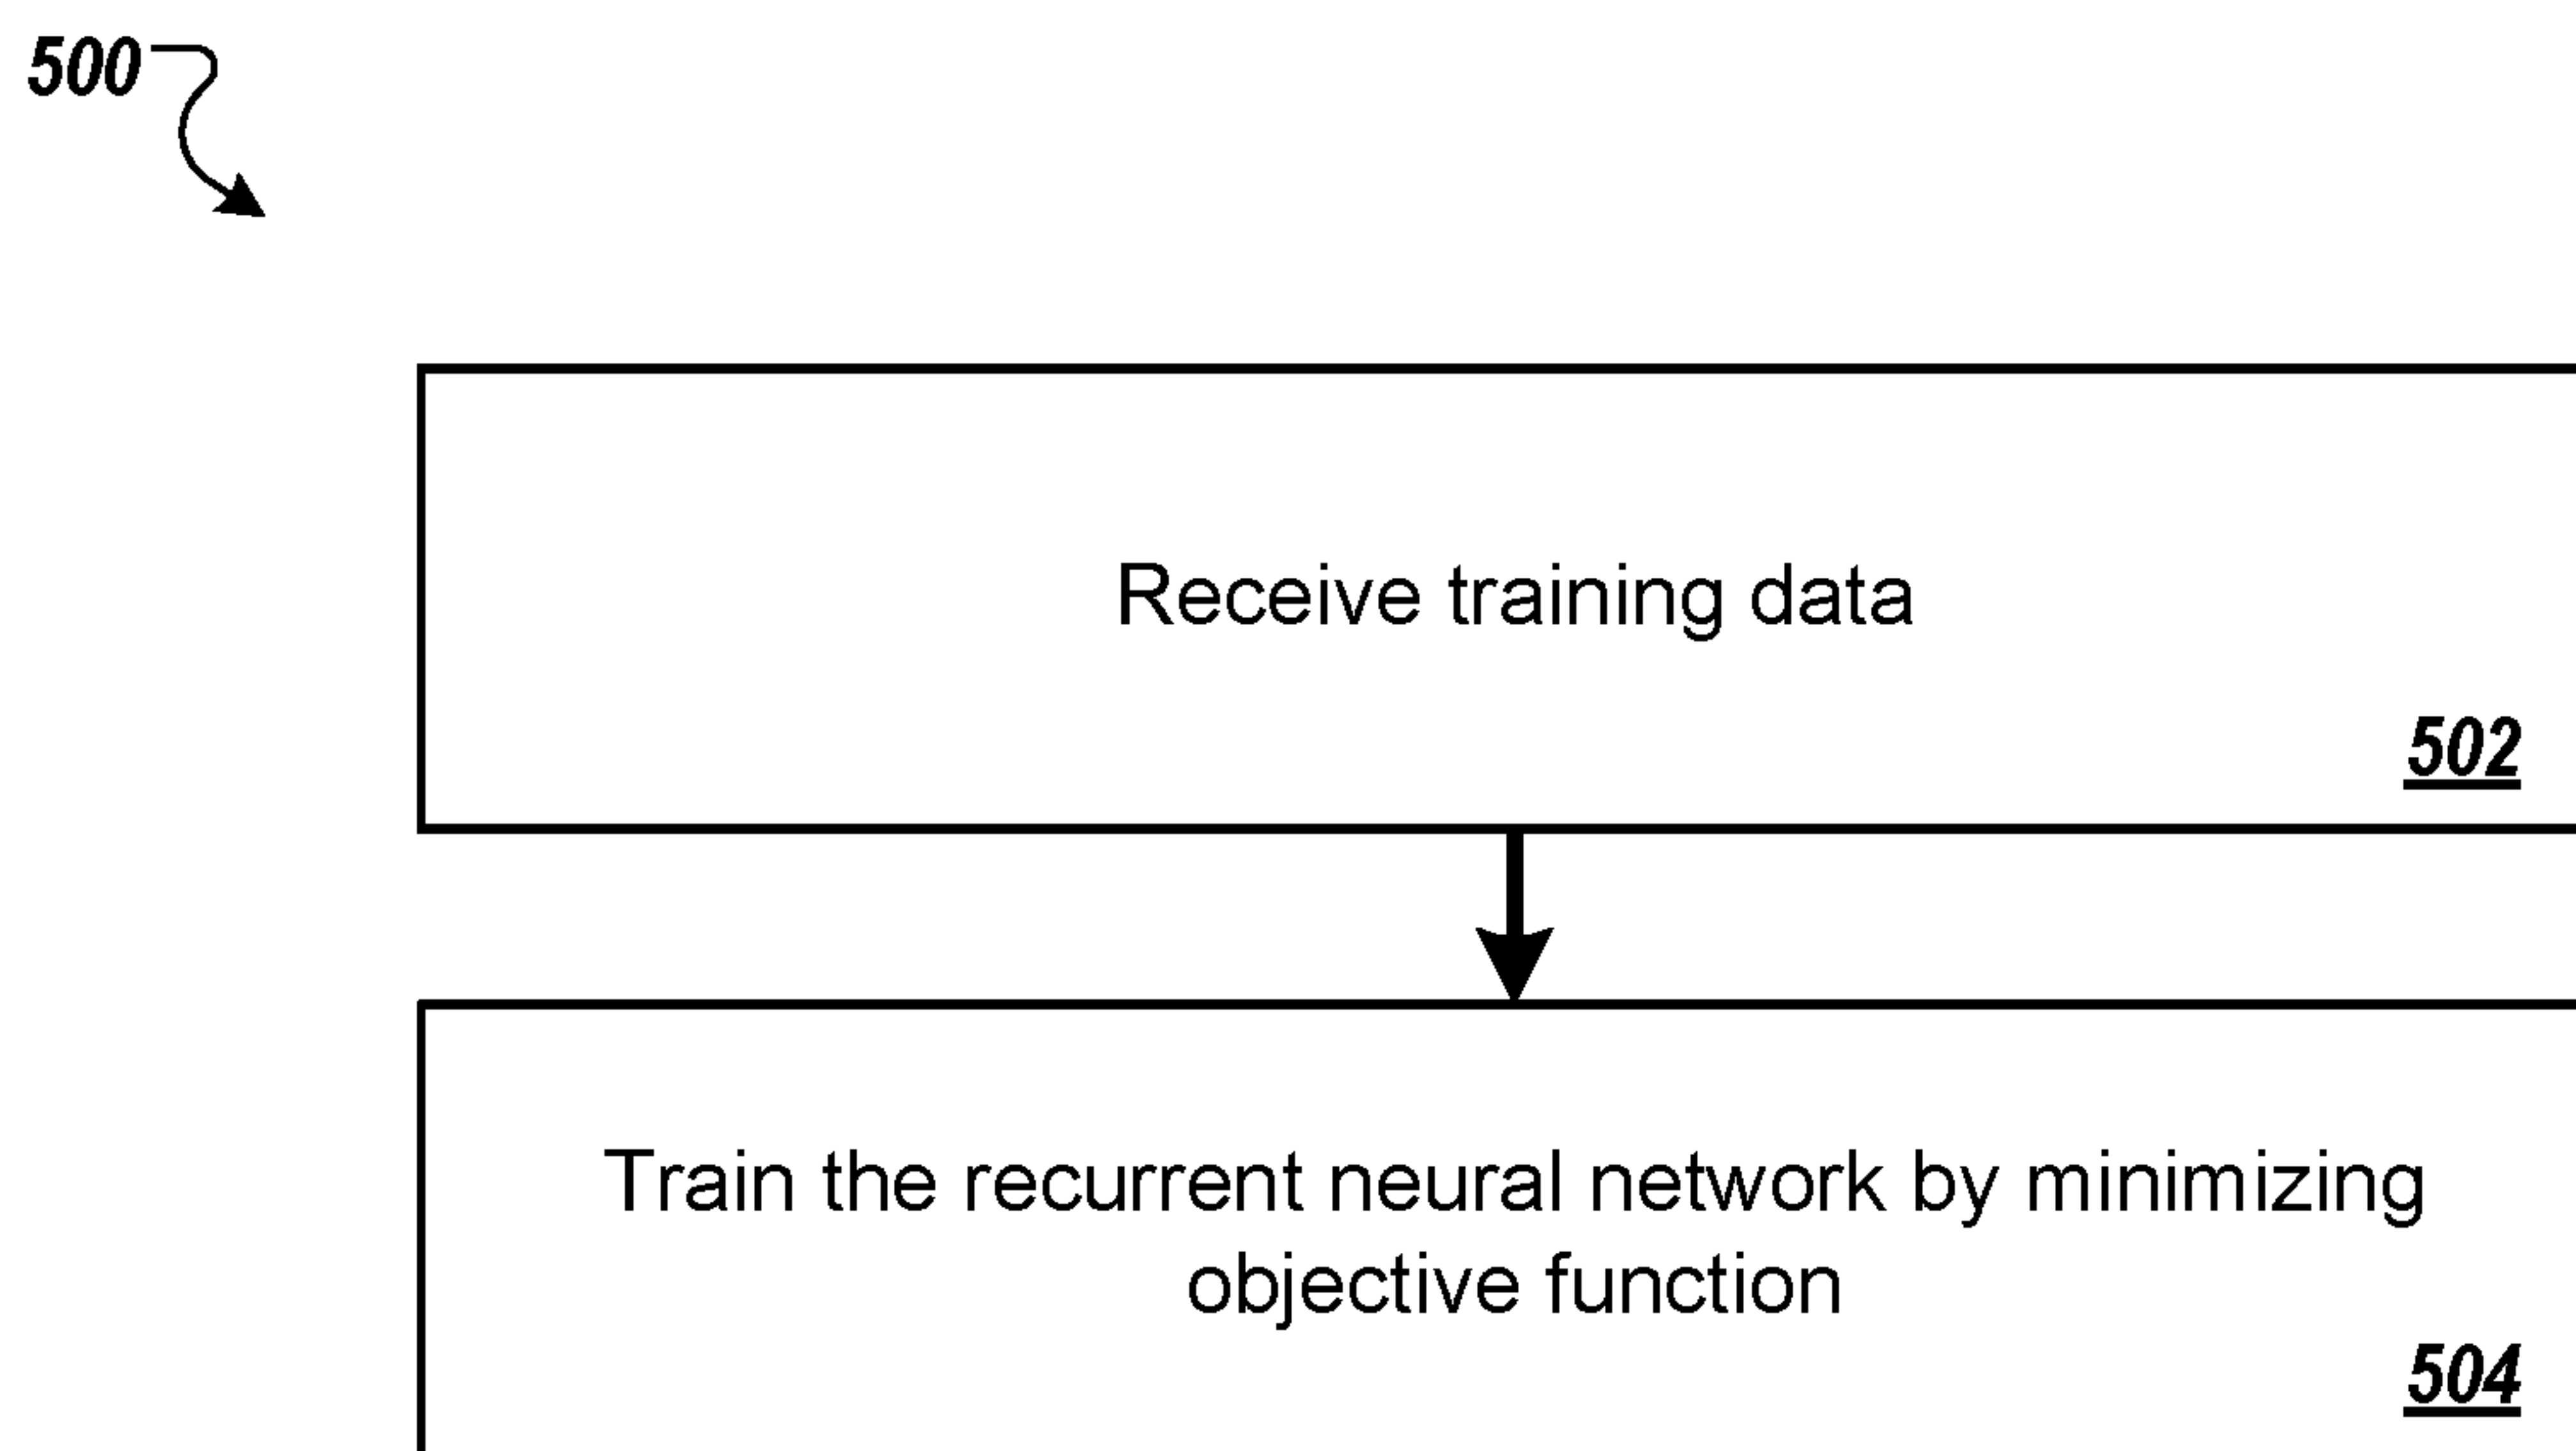 500
Receive training data
502
Train the recurrent neural network by minimizing
objective function
504